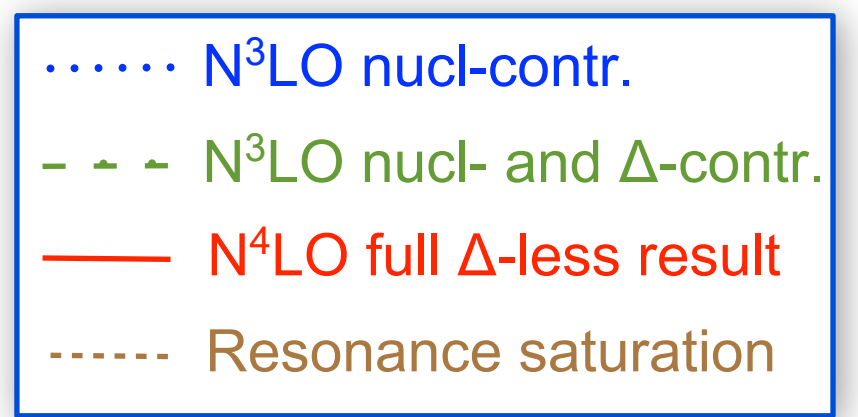 N³LO nucl-contr.
N³LO nucl- and Δ-contr.
N⁴LO full Δ-less result
Resonance saturation